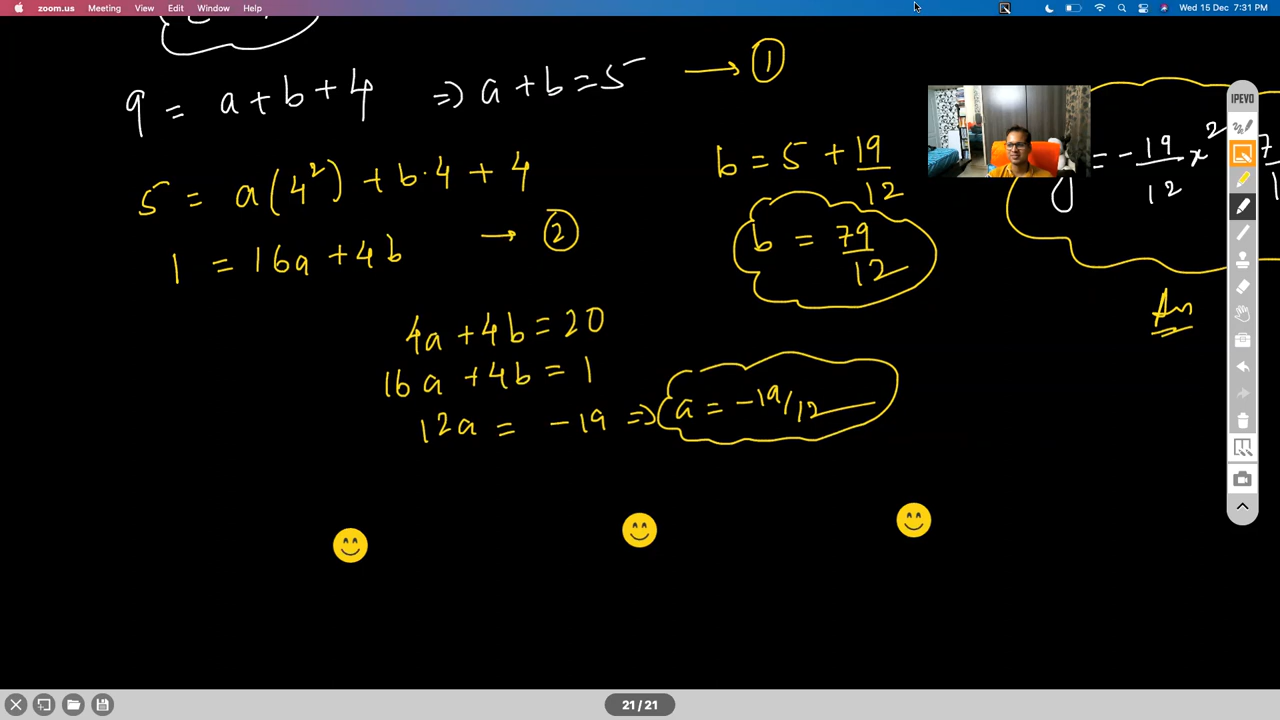 zoom.us Meeting View Edit Window Help Wed 15 Dec 7:31 PM
9 = a + b + 4 ⇒ a + b = 5 → ①
5 = a(4²) + b·4 + 4
1 = 16a + 4b → ②
4a + 4b = 20
16a + 4b = 1
12a = -19 ⇒ a = -19/12
b = 5 + 19/12
b = 79/12
y = -19/12 x² 7
1
Ans
IPEVO
21 / 21